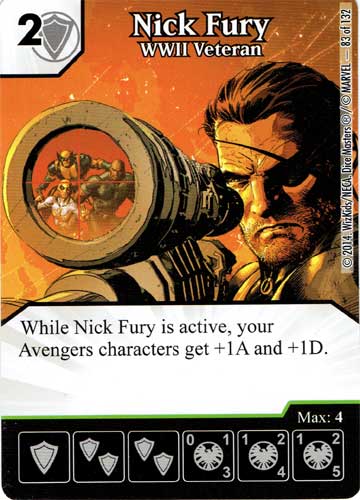 2
Nick Fury
WWII Veteran
© 2014 WizKids/NECA, Dice Masters ©/© MARVEL — 83 of 132
While Nick Fury is active, your
Avengers characters get +1A and +1D.
Max: 4
0 1 3
1 2 4
1 2 5